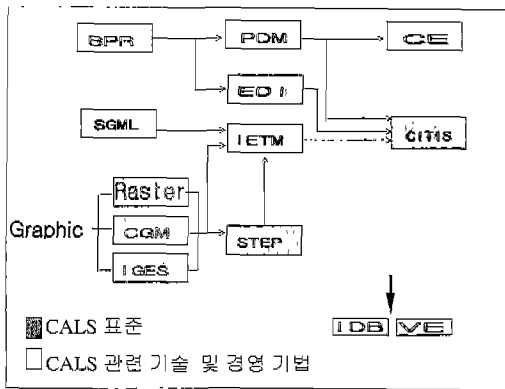 BPR PDM CE
EDI
SGML IETM CITIS
Raster
Graphic CGM STEP
IGES
IDB VE
CALS 표준
CALS 관련 기술 및 경영 기법